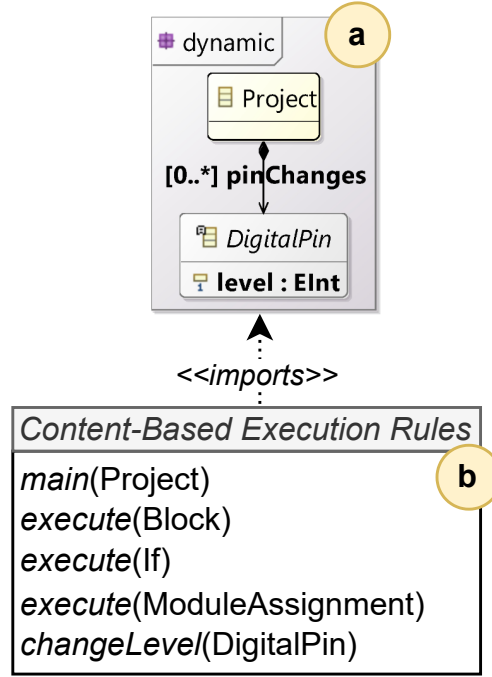 dynamic
a
Project
[0..*] pinChanges
DigitalPin
level : EInt
<<imports>>
Content-Based Execution Rules
b
main(Project)
execute(Block)
execute(If)
execute(ModuleAssignment)
changeLevel(DigitalPin)